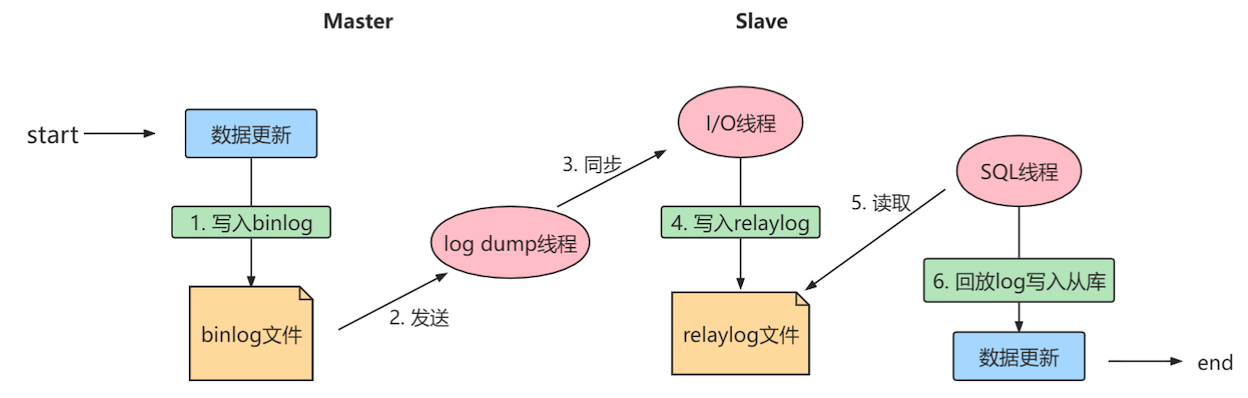 Master
Slave
start
数据更新
1. 写入binlog
binlog文件
2. 发送
log dump线程
3. 同步
I/O线程
4. 写入relaylog
relaylog文件
5. 读取
SQL线程
6. 回放log写入从库
数据更新
end